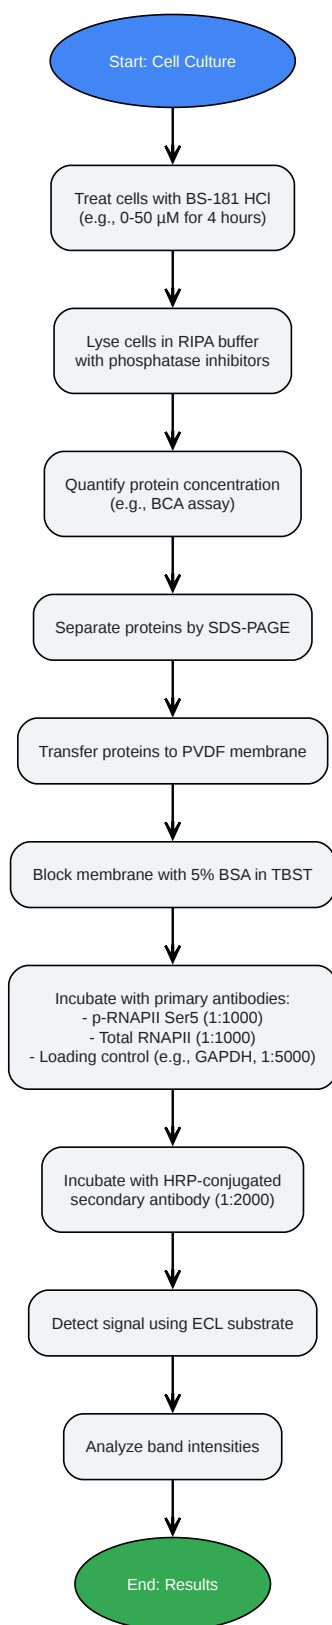 Start: Cell Culture
Treat cells with BS-181 HCl
(e.g., 0-50 µM for 4 hours)
Lyse cells in RIPA buffer
with phosphatase inhibitors
Quantify protein concentration
(e.g., BCA assay)
Separate proteins by SDS-PAGE
Transfer proteins to PVDF membrane
Block membrane with 5% BSA in TBST
Incubate with primary antibodies:
- p-RNAPII Ser5 (1:1000)
- Total RNAPII (1:1000)
- Loading control (e.g., GAPDH, 1:5000)
Incubate with HRP-conjugated
secondary antibody (1:2000)
Detect signal using ECL substrate
Analyze band intensities
End: Results